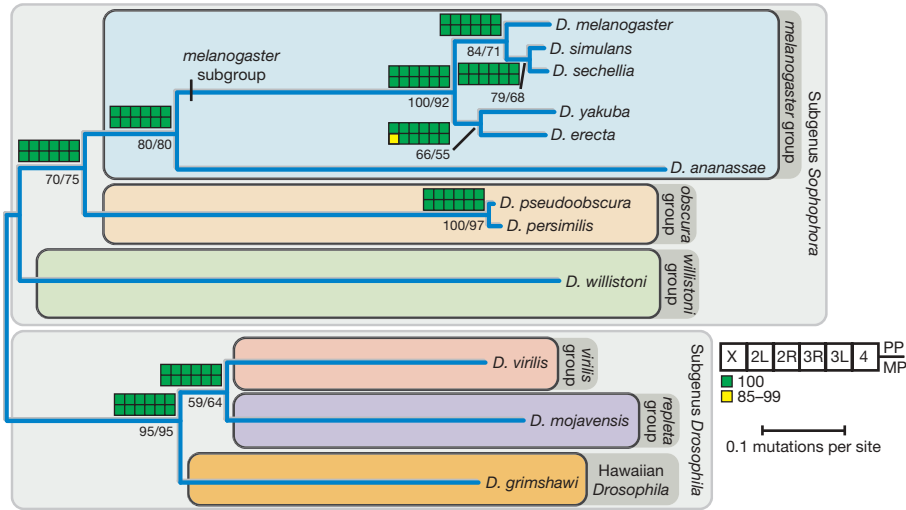 D. melanogaster
84/71
D. simulans
D. sechellia
79/68
melanogaster
subgroup
100/92
D. yakuba
D. erecta
66/55
80/80
D. ananassae
melanogaster group
70/75
D. pseudoobscura
100/97
D. persimilis
obscura
group
D. willistoni
willistoni
group
Subgenus Sophophora
D. virilis
virilis
group
59/64
D. mojavensis
repleta
group
95/95
D. grimshawi
Hawaiian
Drosophila
Subgenus Drosophila
X 2L 2R 3R 3L 4 PP
MP
100
85–99
0.1 mutations per site